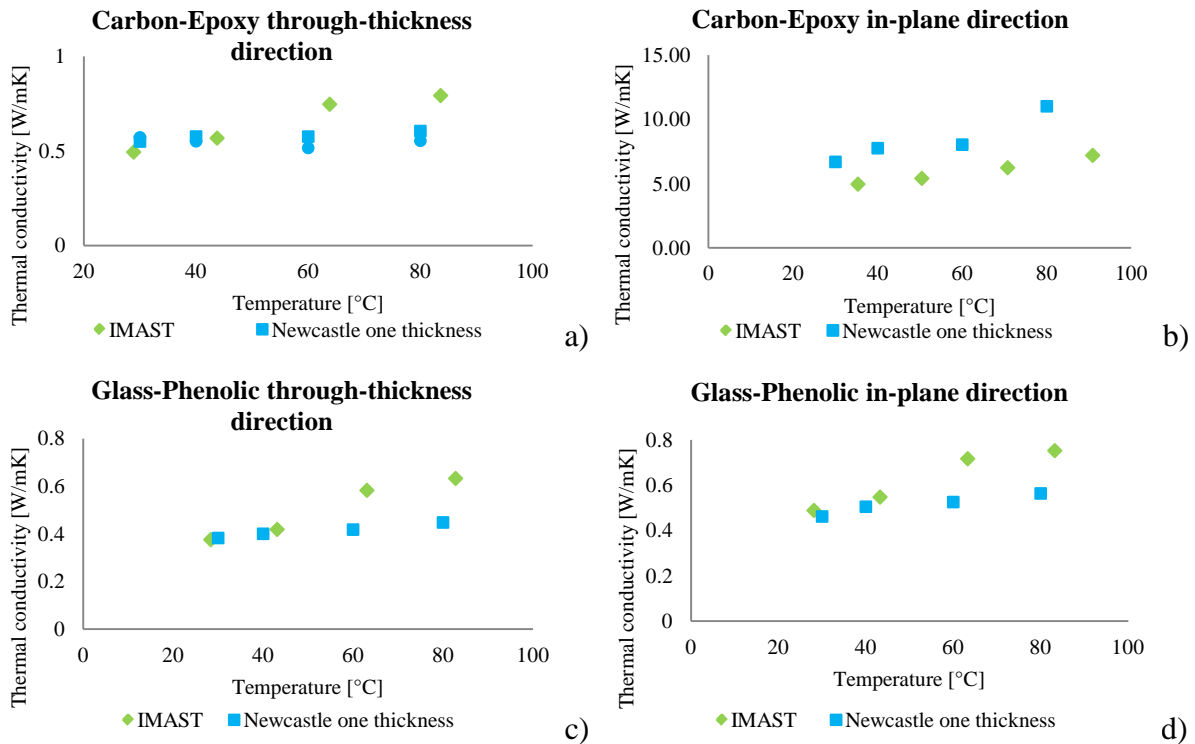 Carbon-Epoxy through-thickness
direction
Thermal conductivity [W/mK]
1
0.5
0
20 40 60 80 100
Temperature [°C]
IMAST Newcastle one thickness
a)
Carbon-Epoxy in-plane direction
Thermal conductivity [W/mK]
15.00
10.00
5.00
0.00
0 20 40 60 80 100
Temperature [°C]
IMAST Newcastle one thickness
b)
Glass-Phenolic through-thickness
direction
Thermal conductivity [W/mK]
0.8
0.6
0.4
0.2
0
0 20 40 60 80 100
Temperature [°C]
IMAST Newcastle one thickness
c)
Glass-Phenolic in-plane direction
Thermal conductivity [W/mK]
0.8
0.6
0.4
0.2
0
0 20 40 60 80 100
Temperature [°C]
IMAST Newcastle one thickness
d)